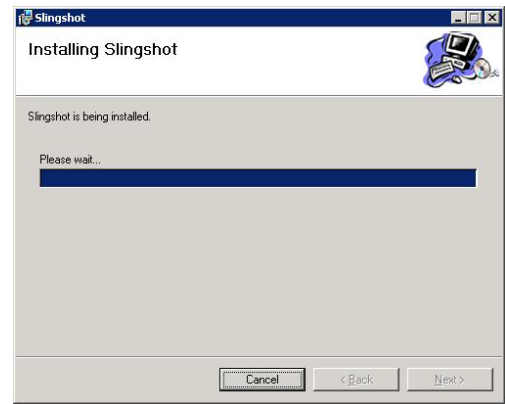 Slingshot
Installing Slingshot
Slingshot is being installed.
Please wait...
Cancel
< Back
Next >